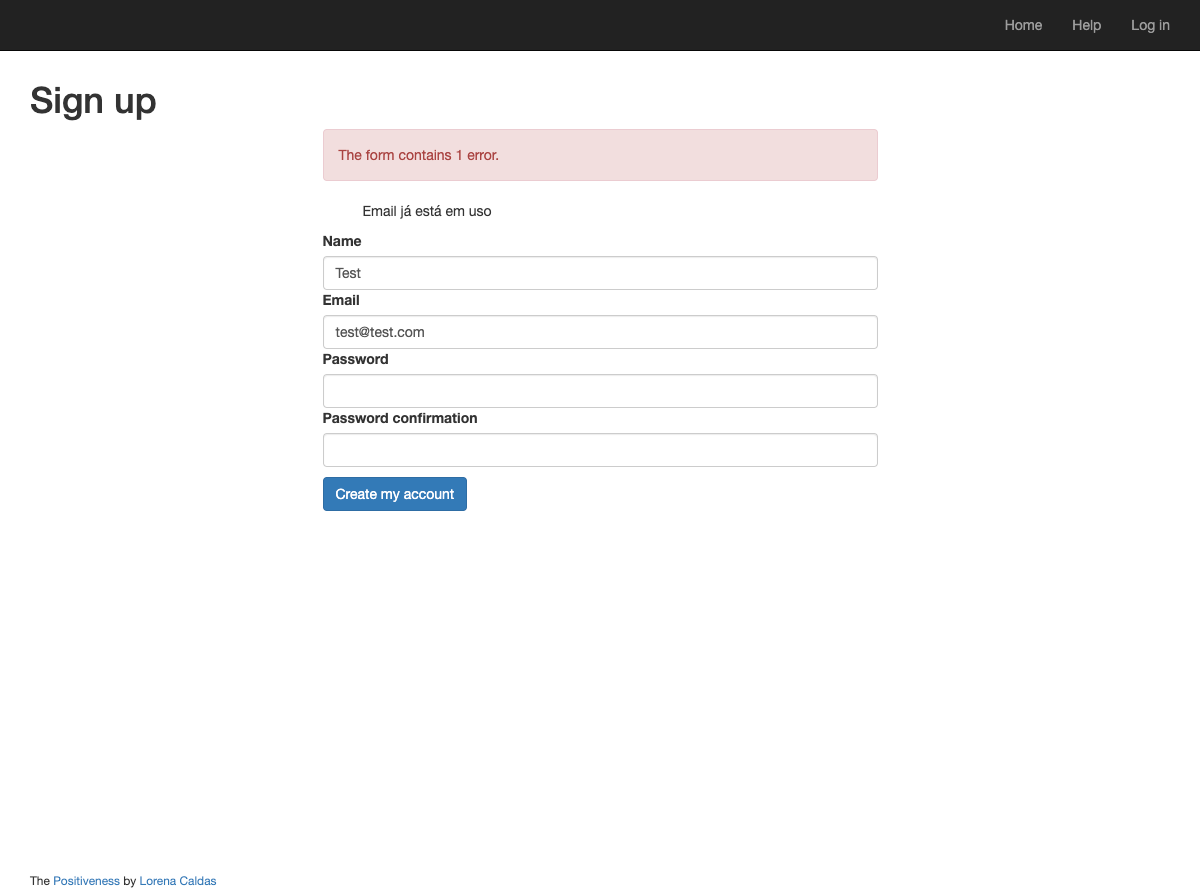 Home Help Log in
Sign up
The form contains 1 error.
Email já está em uso
Name
Test
Email
test@test.com
Password
Password confirmation
Create my account
The Positiveness by Lorena Caldas